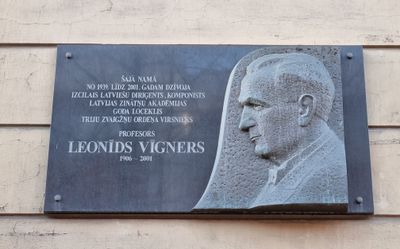 ŠAJĀ NAMĀ
NO 1939. LĪDZ 2001. GADAM DZĪVOJA
IZCILAIS LATVIEŠU DIRIĢENTS, KOMPONISTS
LATVIJAS ZINĀTŅU AKADĒMIJAS
GODA LOCEKLIS
TRIJU ZVAIGŽŅU ORDEŅA VIRSNIEKS
PROFESORS
LEONĪDS VĪGNERS
1906 – 2001